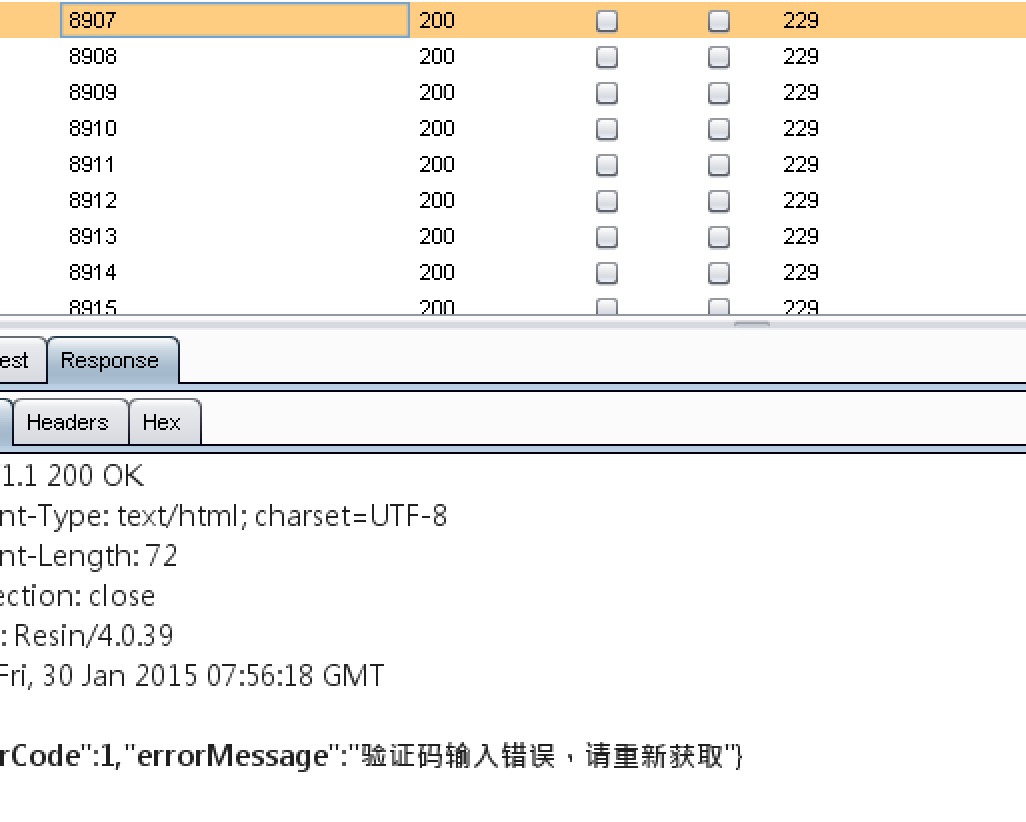 8907 200 229
8908 200 229
8909 200 229
8910 200 229
8911 200 229
8912 200 229
8913 200 229
8914 200 229
8915 200 229
est Response
Headers Hex
1.1 200 OK
nt-Type: text/html; charset=UTF-8
nt-Length: 72
ection: close
: Resin/4.0.39
Fri, 30 Jan 2015 07:56:18 GMT
rCode":1,"errorMessage":"验证码输入错误，请重新获取"}